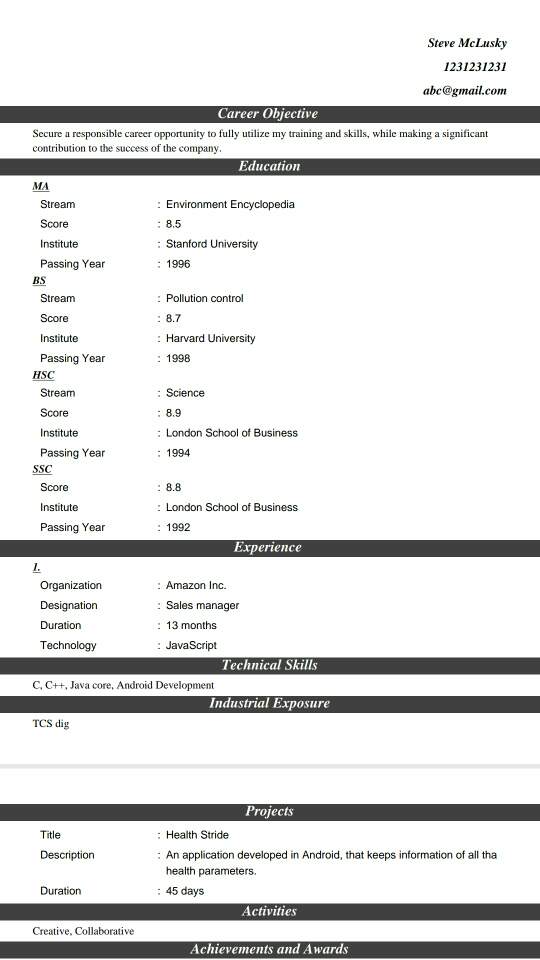 Steve McLusky
1231231231
abc@gmail.com
Career Objective
Secure a responsible career opportunity to fully utilize my training and skills, while making a significant
contribution to the success of the company.
Education
MA
Stream : Environment Encyclopedia
Score : 8.5
Institute : Stanford University
Passing Year : 1996
BS
Stream : Pollution control
Score : 8.7
Institute : Harvard University
Passing Year : 1998
HSC
Stream : Science
Score : 8.9
Institute : London School of Business
Passing Year : 1994
SSC
Score : 8.8
Institute : London School of Business
Passing Year : 1992
Experience
1.
Organization : Amazon Inc.
Designation : Sales manager
Duration : 13 months
Technology : JavaScript
Technical Skills
C, C++, Java core, Android Development
Industrial Exposure
TCS dig
Projects
Title : Health Stride
Description : An application developed in Android, that keeps information of all tha
health parameters.
Duration : 45 days
Activities
Creative, Collaborative
Achievements and Awards